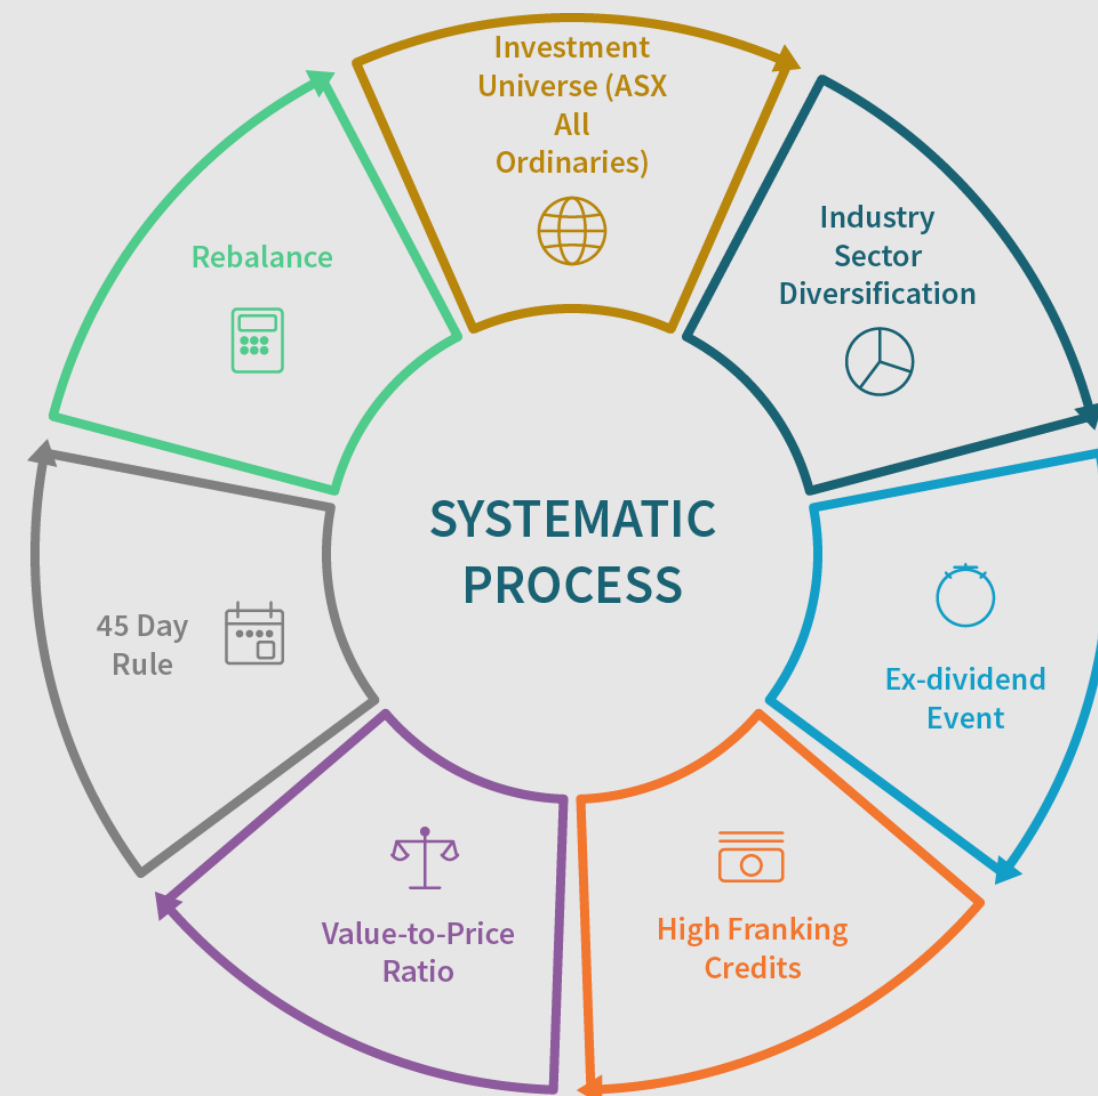 Investment
Universe (ASX
All
Ordinaries)
Industry
Sector
Diversification
Ex-dividend
Event
High Franking
Credits
Value-to-Price
Ratio
45 Day
Rule
Rebalance
SYSTEMATIC
PROCESS